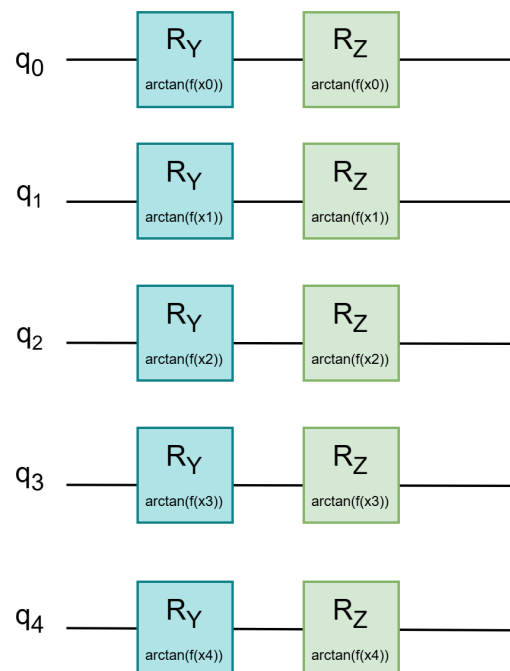 q0 RY RZ
arctan(f(x0)) arctan(f(x0))
q1 RY RZ
arctan(f(x1)) arctan(f(x1))
q2 RY RZ
arctan(f(x2)) arctan(f(x2))
q3 RY RZ
arctan(f(x3)) arctan(f(x3))
q4 RY RZ
arctan(f(x4)) arctan(f(x4))